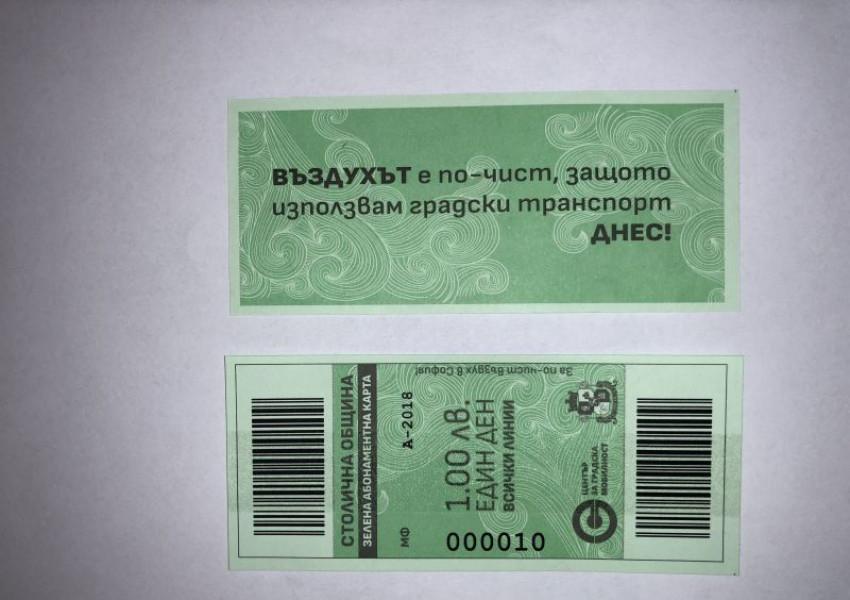 ВЪЗДУХЪТ е по-чист, защото
използвам градски транспорт
ДНЕС!
СТОЛИЧНА ОБЩИНА
ЗЕЛЕНА АБОНАМЕНТНА КАРТА
МФ
А-2018
1.00 лв.
ЕДИН ДЕН
ВСИЧКИ ЛИНИИ
000010
За по-чист въздух в София!
ЦЕНТЪР
ЗА ГРАДСКА
МОБИЛНОСТ